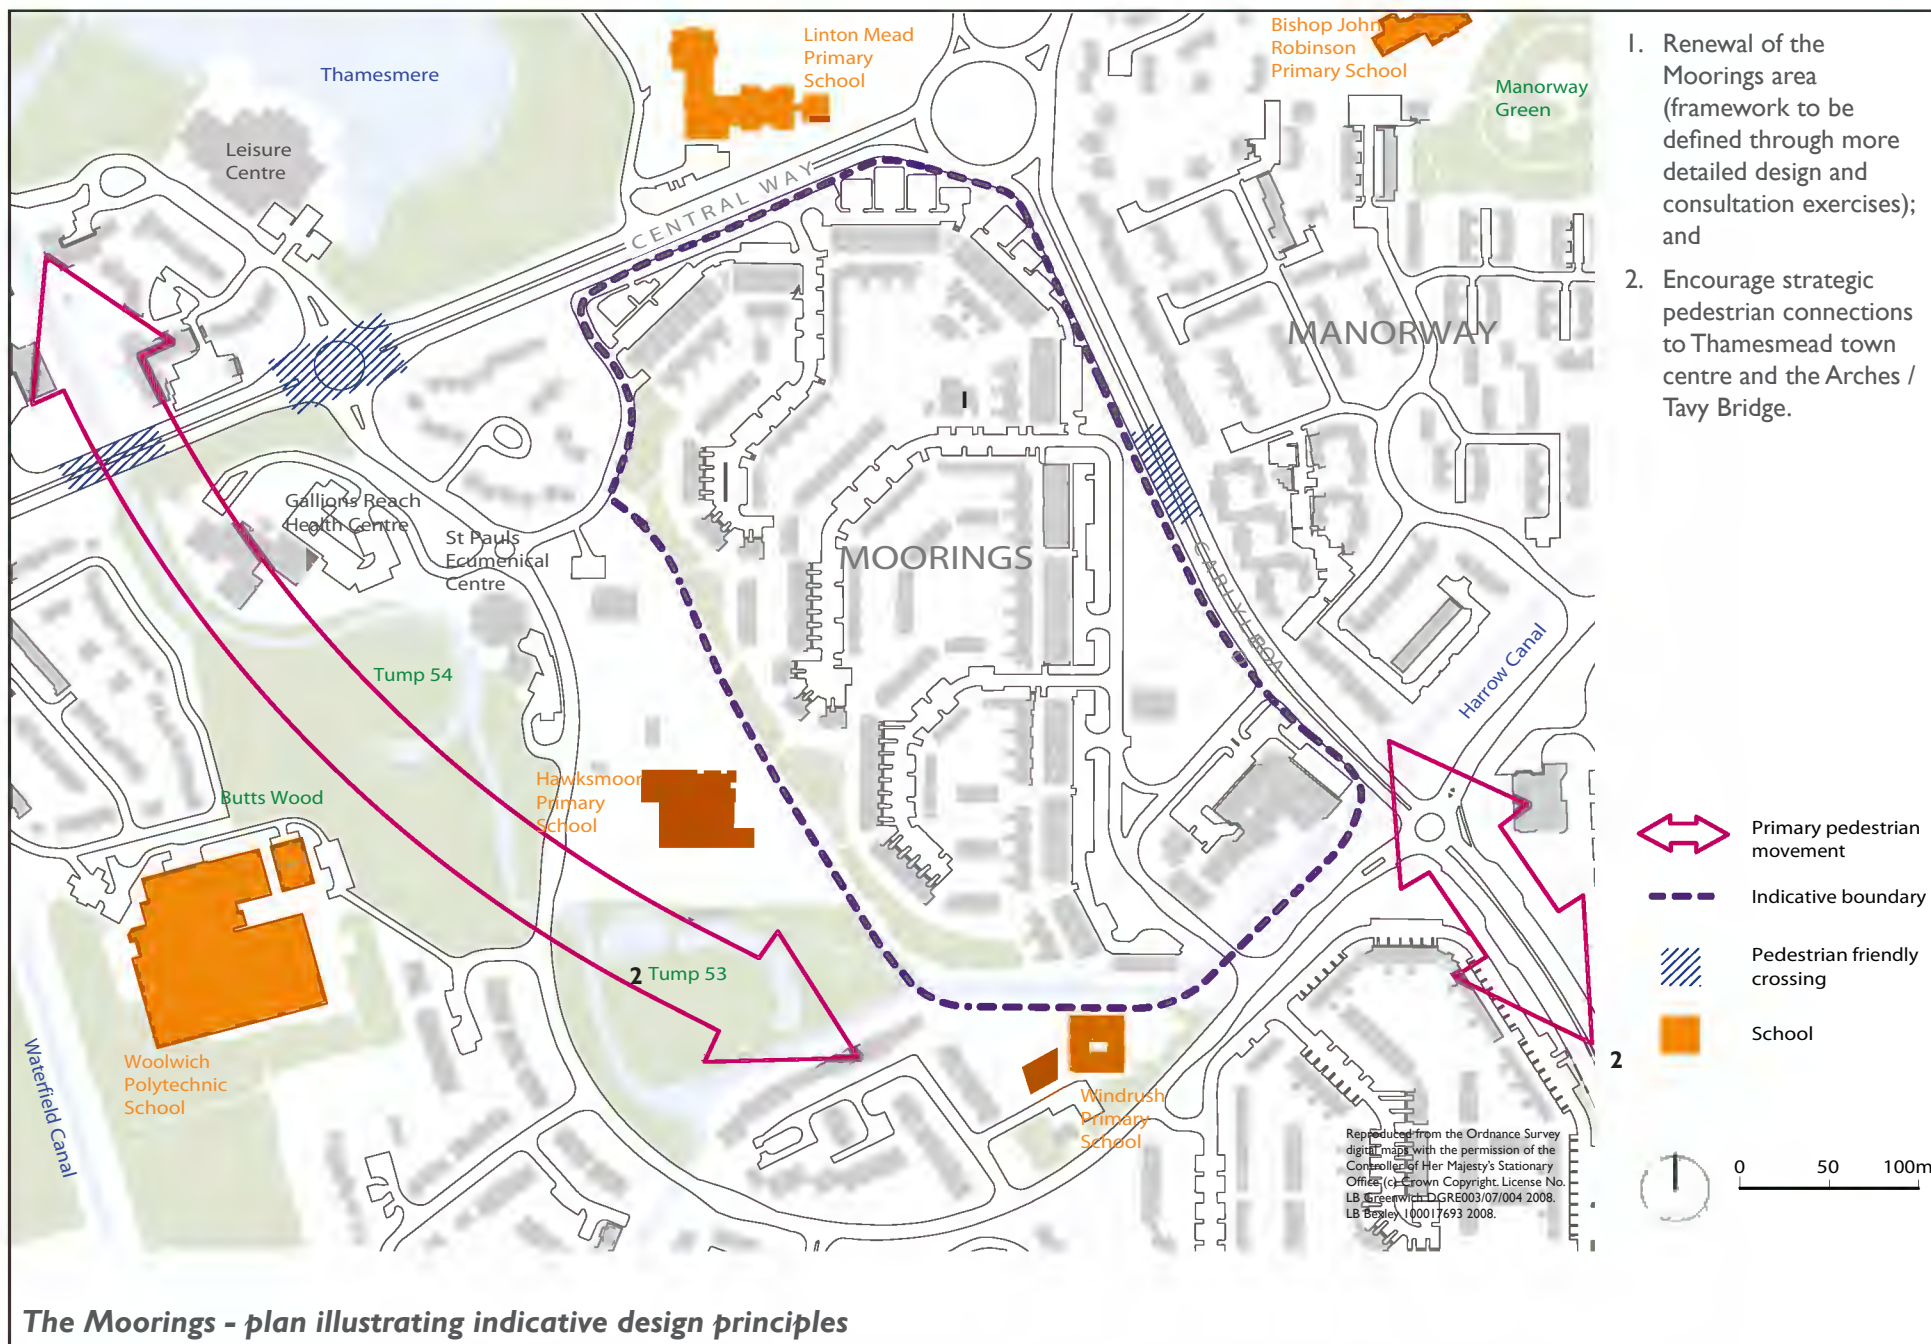 Linton Mead
Primary
School
Bishop John
Robinson
Primary School
Thamesmere
Manorway
Green
Leisure
Centre
CENTRAL WAY
MANORWAY
1
Gallions Reach
Health Centre
St Pauls
Ecumenical
Centre
MOORINGS
Harrow Canal
Tump 54
Butts Wood
Hawksmoor
Primary
School
2 Tump 53
Woolwich
Polytechnic
School
Waterfield Canal
Windrush
Primary
School
Reproduced from the Ordnance Survey
digital maps with the permission of the
Controller of Her Majesty's Stationary
Office (c) Crown Copyright. License No.
LB Greenwich DGRE003/07/004 2008.
LB Bexley 100017693 2008.
2
1. Renewal of the
Moorings area
(framework to be
defined through more
detailed design and
consultation exercises);
and
2. Encourage strategic
pedestrian connections
to Thamesmead town
centre and the Arches /
Tavy Bridge.
Primary pedestrian
movement
Indicative boundary
Pedestrian friendly
crossing
School
0 50 100m
The Moorings - plan illustrating indicative design principles